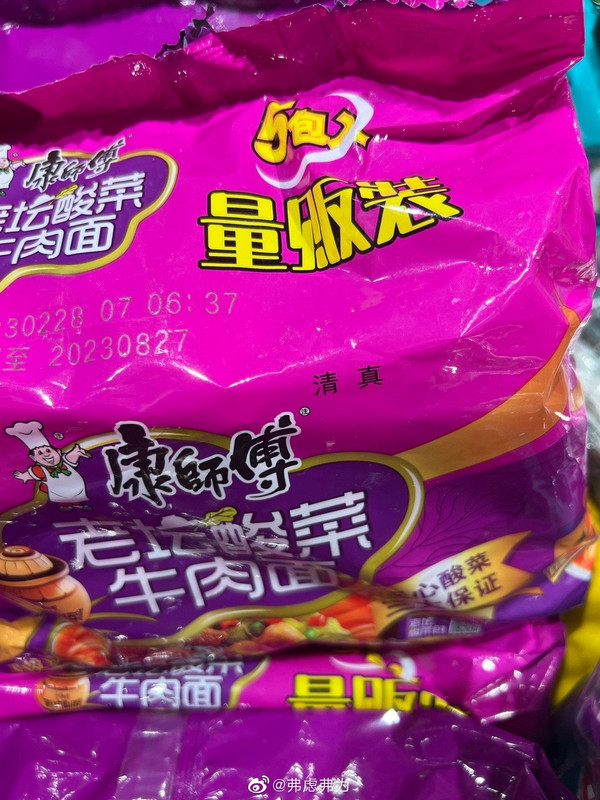 5包入
康師傅
老坛酸菜
牛肉面
量贩装
30228 07 06:37
至 20230827
清真
康師傅
老坛酸菜
牛肉面
心酸菜
保证
牛肉面
量贩
@弗虑弗为